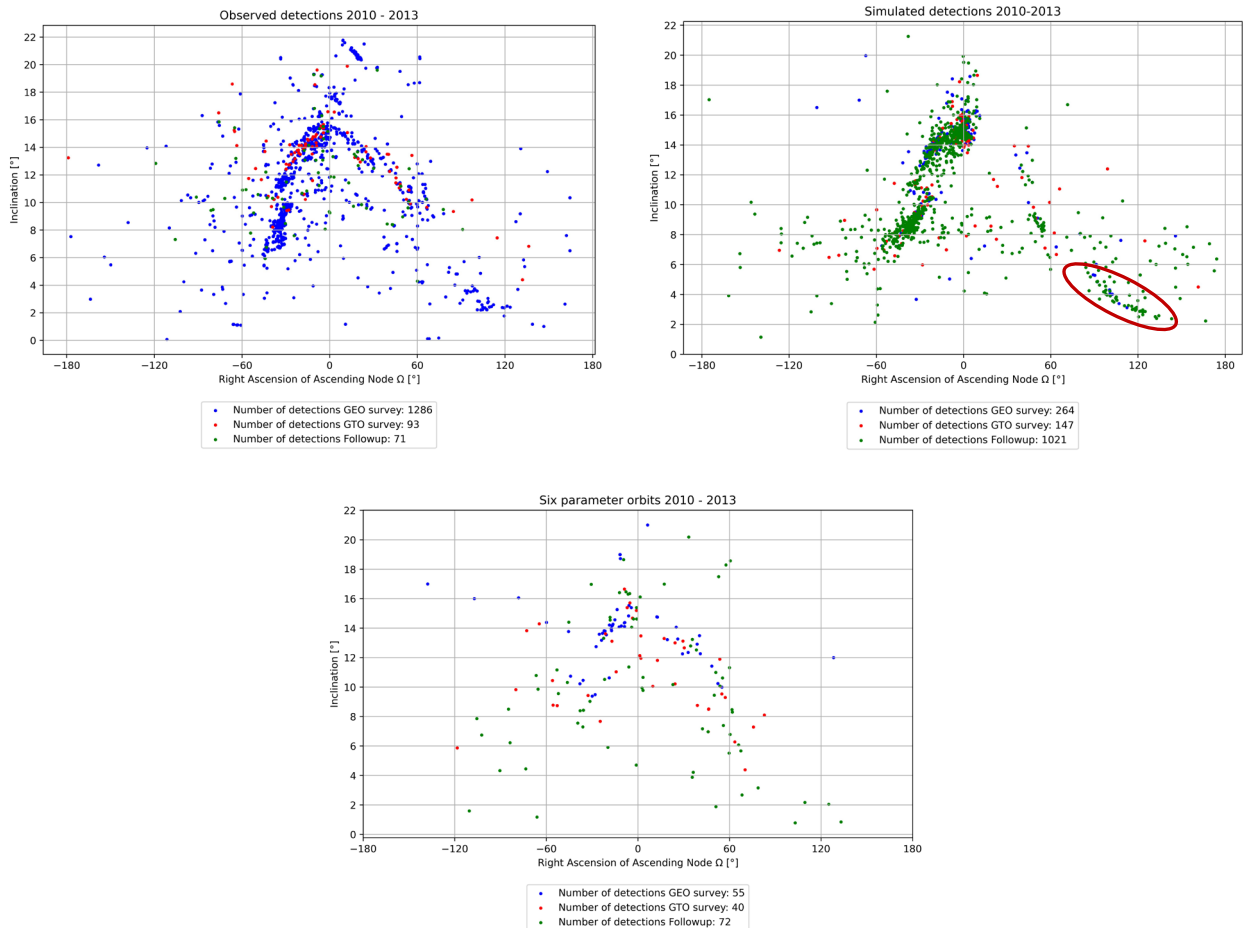 Observed detections 2010 - 2013
22
20
18
16
14
12
10
8
6
4
2
0
Inclination [°]
−180 −120 −60 0 60 120 180
Right Ascension of Ascending Node Ω [°]
Number of detections GEO survey: 1286
Number of detections GTO survey: 93
Number of detections Followup: 71
Simulated detections 2010-2013
22
20
18
16
14
12
10
8
6
4
2
0
Inclination [°]
−180 −120 −60 0 60 120 180
Right Ascension of Ascending Node Ω [°]
Number of detections GEO survey: 264
Number of detections GTO survey: 147
Number of detections Followup: 1021
Six parameter orbits 2010 - 2013
22
20
18
16
14
12
10
8
6
4
2
0
Inclination [°]
−180 −120 −60 0 60 120 180
Right Ascension of Ascending Node Ω [°]
Number of detections GEO survey: 55
Number of detections GTO survey: 40
Number of detections Followup: 72